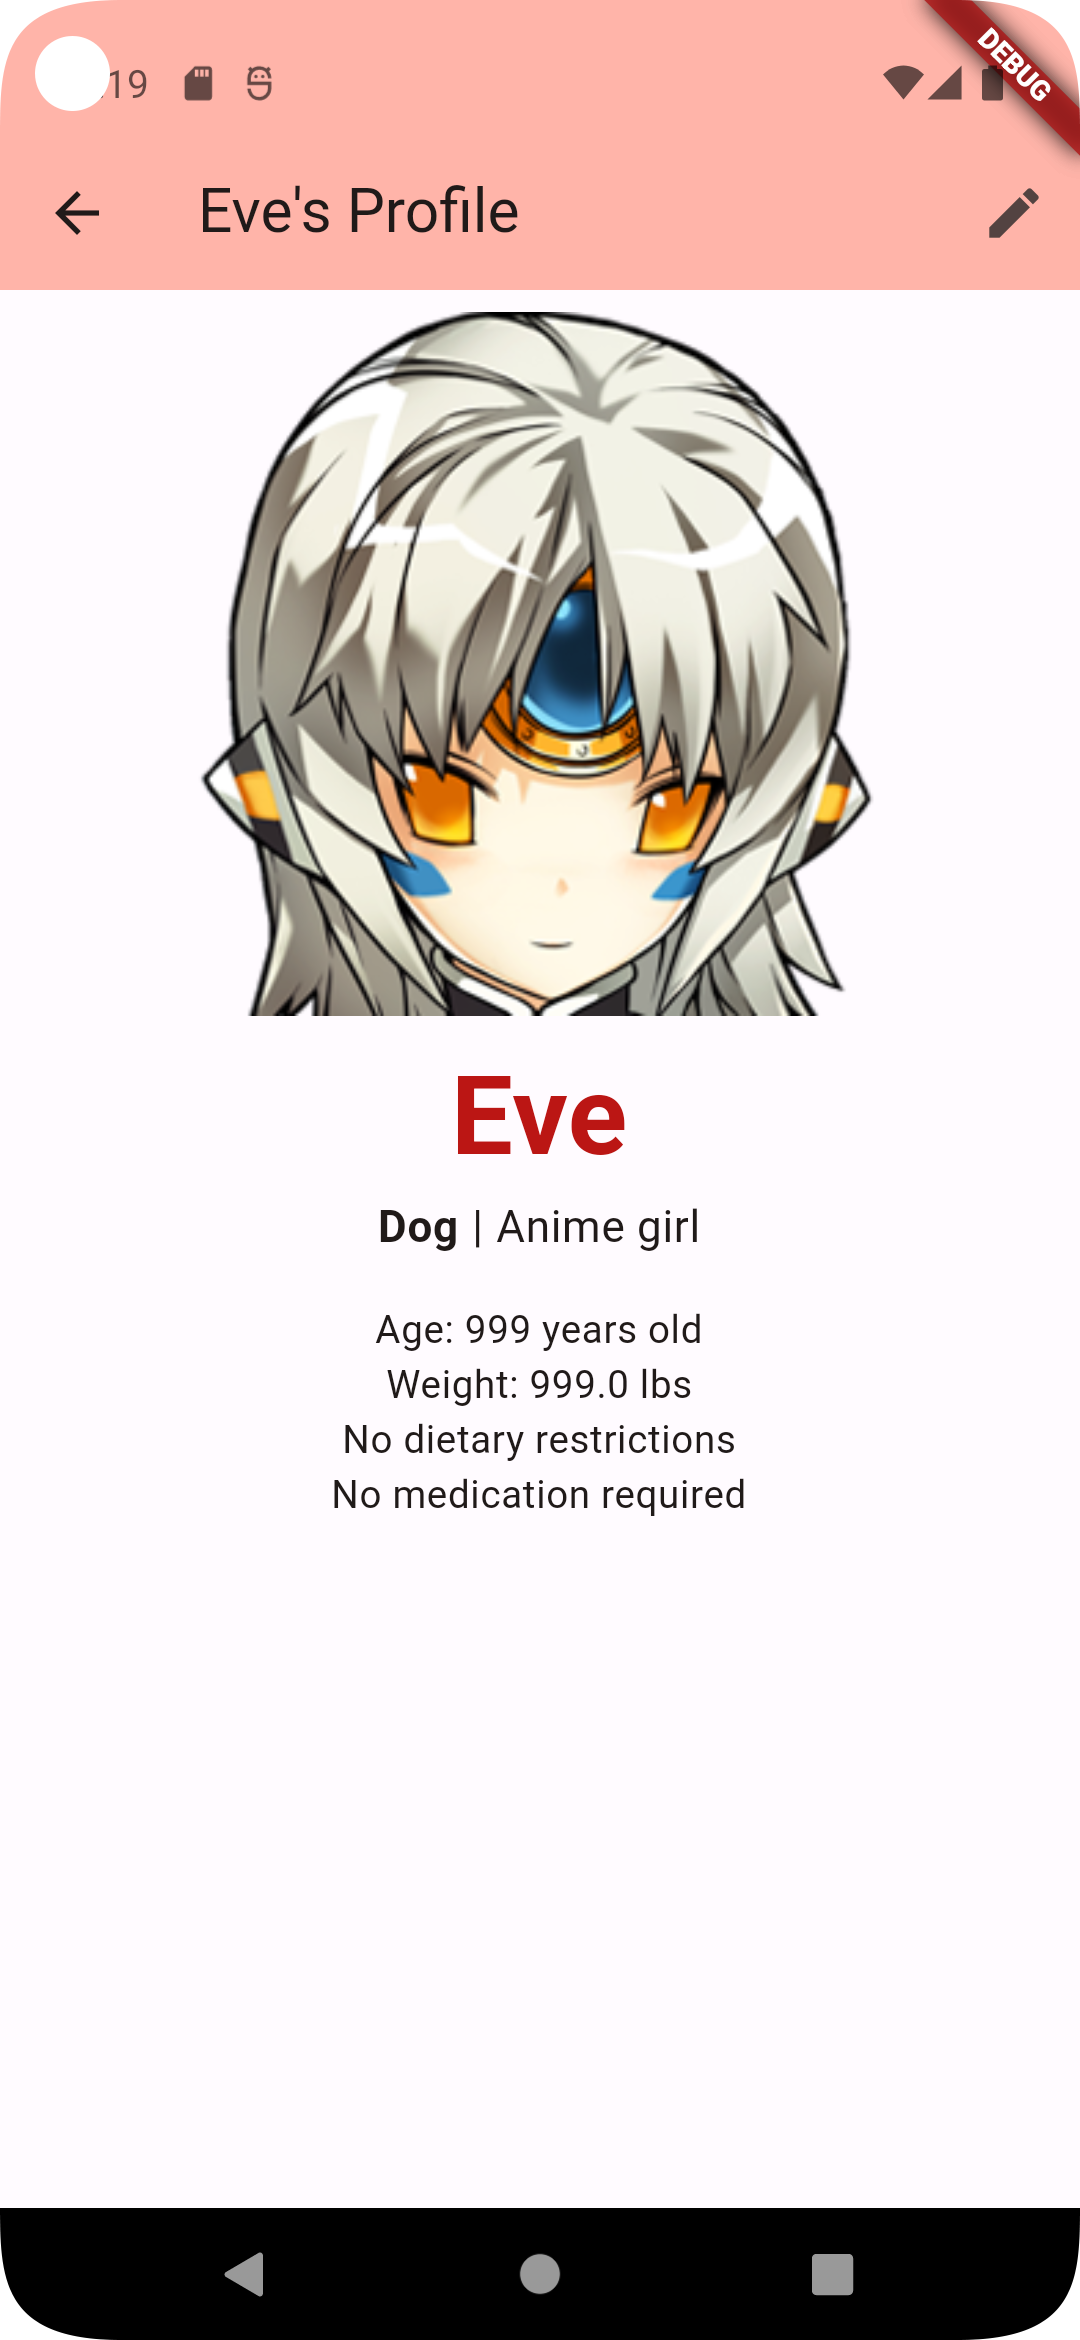 19
DEBUG
Eve's Profile
Eve
Dog | Anime girl
Age: 999 years old
Weight: 999.0 lbs
No dietary restrictions
No medication required